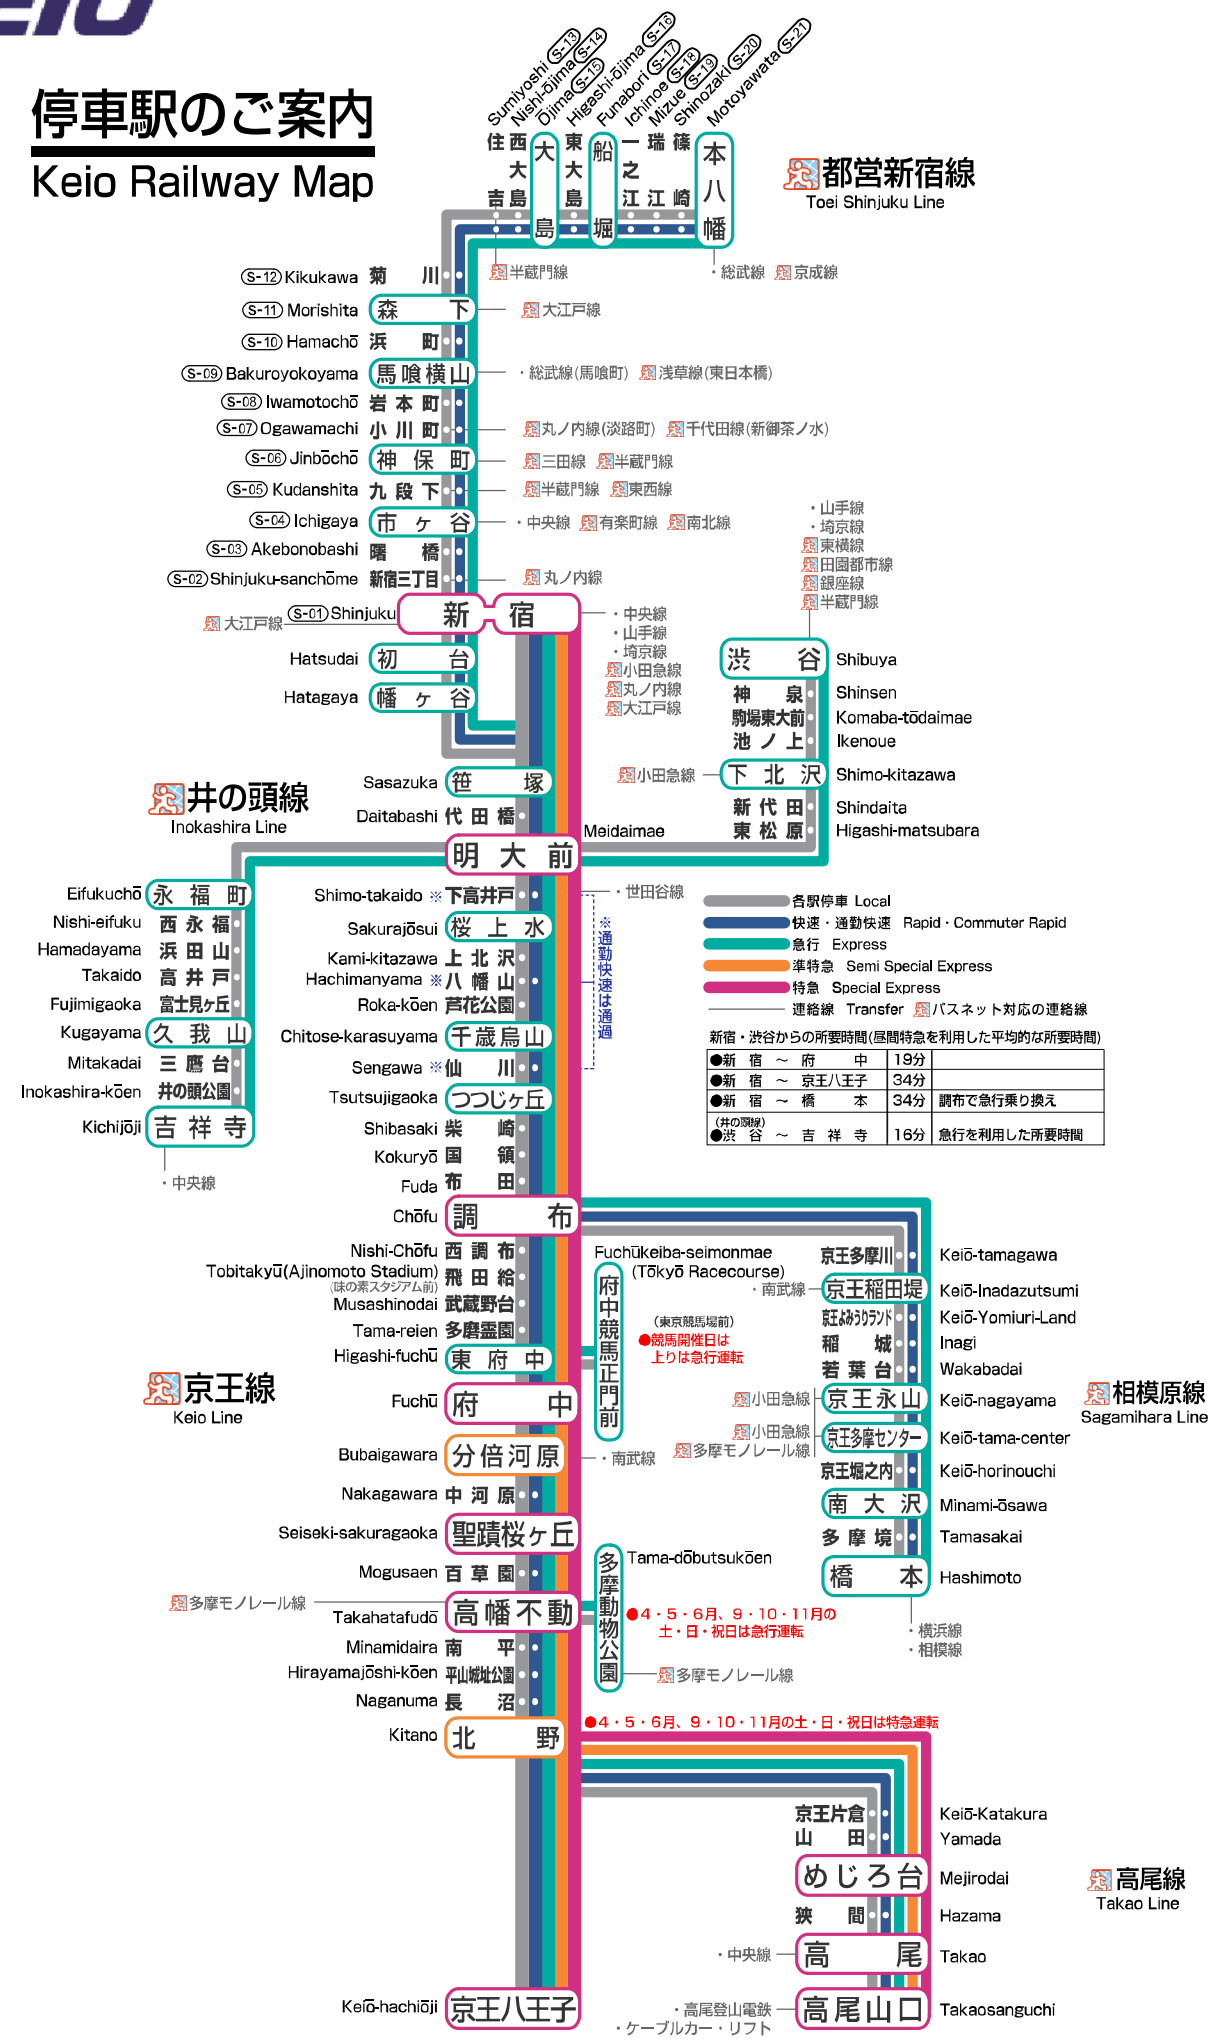 KEIO
停車駅のご案内
Keio Railway Map
Sumiyoshi S-13
Nishi-ōjima S-14
Ōjima S-15
Higashi-ōjima S-16
Funabori S-17
Ichinoe S-18
Mizue S-19
Shinozaki S-20
Motoyawata S-21
住吉
西大島
大島
東大島
船堀
一之江
瑞江
篠崎
本八幡
都営新宿線
Toei Shinjuku Line
半蔵門線
・総武線 京成線
S-12 Kikukawa 菊川
S-11 Morishita 森下 大江戸線
S-10 Hamachō 浜町
S-09 Bakuroyokoyama 馬喰横山 ・総武線(馬喰町) 浅草線(東日本橋)
S-08 Iwamotochō 岩本町
S-07 Ogawamachi 小川町 丸ノ内線(淡路町) 千代田線(新御茶ノ水)
S-06 Jinbōchō 神保町 三田線 半蔵門線
S-05 Kudanshita 九段下 半蔵門線 東西線
S-04 Ichigaya 市ヶ谷 ・中央線 有楽町線 南北線
S-03 Akebonobashi 曙橋
S-02 Shinjuku-sanchōme 新宿三丁目 丸ノ内線
大江戸線 S-01 Shinjuku 新宿
・中央線
・山手線
・埼京線
小田急線
丸ノ内線
大江戸線
Hatsudai 初台
Hatagaya 幡ヶ谷
・山手線
・埼京線
東横線
田園都市線
銀座線
半蔵門線
渋谷 Shibuya
神泉 Shinsen
駒場東大前 Komaba-tōdaimae
池ノ上 Ikenoue
小田急線 下北沢 Shimo-kitazawa
新代田 Shindaita
東松原 Higashi-matsubara
Sasazuka 笹塚
Daitabashi 代田橋
Meidaimae
明大前
井の頭線
Inokashira Line
Eifukuchō 永福町
Nishi-eifuku 西永福
Hamadayama 浜田山
Takaido 高井戸
Fujimigaoka 富士見ヶ丘
Kugayama 久我山
Mitakadai 三鷹台
Inokashira-kōen 井の頭公園
Kichijōji 吉祥寺
・中央線
Shimo-takaido ※下高井戸 ・世田谷線
Sakurajōsui 桜上水
Kami-kitazawa 上北沢
Hachimanyama ※八幡山
Roka-kōen 芦花公園
Chitose-karasuyama 千歳烏山
Sengawa ※仙川
Tsutsujigaoka つつじヶ丘
Shibasaki 柴崎
Kokuryō 国領
Fuda 布田
Chōfu 調布
※通勤快速は通過
各駅停車 Local
快速・通勤快速 Rapid・Commuter Rapid
急行 Express
準特急 Semi Special Express
特急 Special Express
連絡線 Transfer パスネット対応の連絡線
新宿・渋谷からの所要時間(昼間特急を利用した平均的な所要時間)
●新宿 ～ 府中 19分
●新宿 ～ 京王八王子 34分
●新宿 ～ 橋本 34分 調布で急行乗り換え
(井の頭線)
●渋谷 ～ 吉祥寺 16分 急行を利用した所要時間
Nishi-Chōfu 西調布
Tobitakyū(Ajinomoto Stadium) 飛田給
(味の素スタジアム前)
Musashinodai 武蔵野台
Tama-reien 多磨霊園
Higashi-fuchū 東府中
Fuchūkeiba-seimonmae
(Tōkyō Racecourse)
府中競馬正門前
(東京競馬場前)
●競馬開催日は
上りは急行運転
京王線
Keio Line
Fuchū 府中
Bubaigawara 分倍河原 ・南武線
Nakagawara 中河原
Seiseki-sakuragaoka 聖蹟桜ヶ丘
Mogusaen 百草園
多摩モノレール線 Takahatafudō 高幡不動
Minamidaira 南平
Hirayamajōshi-kōen 平山城址公園
Naganuma 長沼
Kitano 北野
多摩動物公園
Tama-dōbutsukōen
●4・5・6月、9・10・11月の
土・日・祝日は急行運転
多摩モノレール線
京王多摩川 Keiō-tamagawa
・南武線 京王稲田堤 Keiō-Inadazutsumi
京王よみうりランド Keiō-Yomiuri-Land
稲城 Inagi
若葉台 Wakabadai
小田急線 京王永山 Keiō-nagayama
小田急線
多摩モノレール線 京王多摩センター Keiō-tama-center
京王堀之内 Keiō-horinouchi
南大沢 Minami-ōsawa
多摩境 Tamasakai
橋本 Hashimoto
・横浜線
・相模線
相模原線
Sagamihara Line
●4・5・6月、9・10・11月の土・日・祝日は特急運転
京王片倉 Keiō-Katakura
山田 Yamada
めじろ台 Mejirodai
狭間 Hazama
・中央線 高尾 Takao
・高尾登山電鉄
・ケーブルカー・リフト
高尾山口 Takaosanguchi
高尾線
Takao Line
Keiō-hachiōji 京王八王子